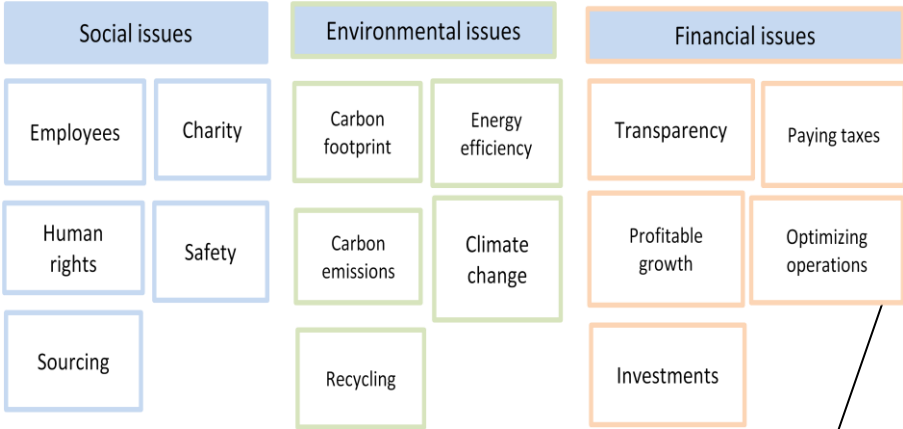 Social issues
Employees
Charity
Human
rights
Safety
Sourcing
Environmental issues
Carbon
footprint
Energy
efficiency
Carbon
emissions
Climate
change
Recycling
Financial issues
Transparency
Paying taxes
Profitable
growth
Optimizing
operations
Investments